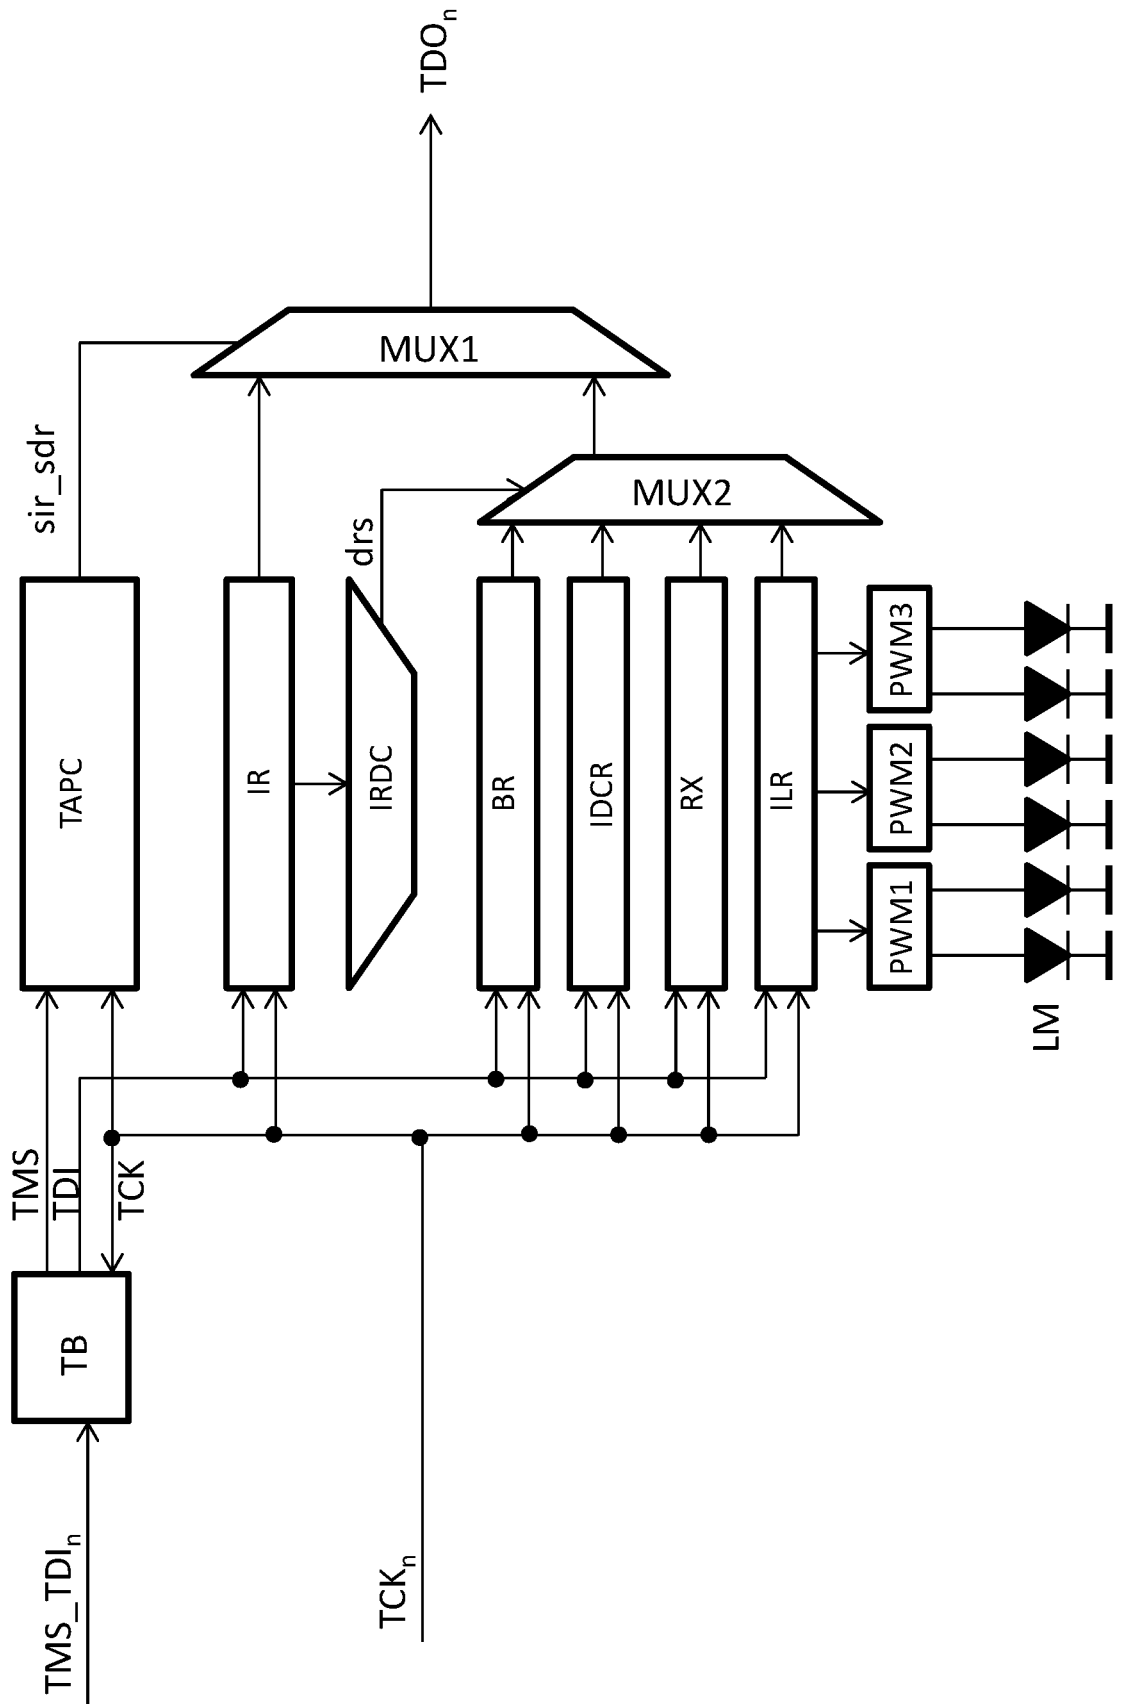 TMS_TDIn
TCKn
TB
TMS
TDI
TCK
TAPC
IR
IRDC
BR
IDCR
RX
ILR
PWM1
PWM2
PWM3
LM
sir_sdr
drs
MUX1
MUX2
TDOn